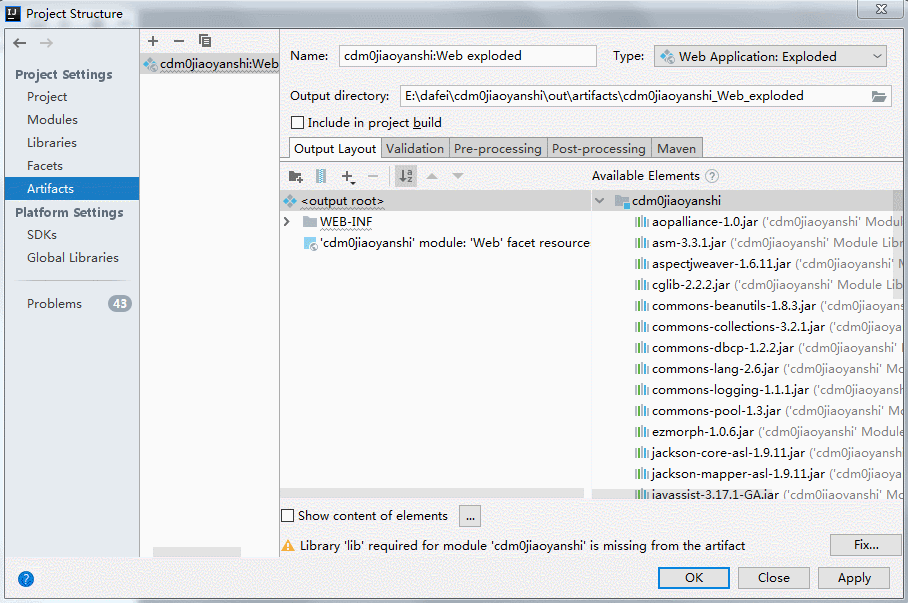 Project Structure
Project Settings
Project
Modules
Libraries
Facets
Artifacts
Platform Settings
SDKs
Global Libraries
Problems 43
cdm0jiaoyanshi:Web
Name: cdm0jiaoyanshi:Web exploded Type: Web Application: Exploded
Output directory: E:\dafei\cdm0jiaoyanshi\out\artifacts\cdm0jiaoyanshi_Web_exploded
Include in project build
Output Layout Validation Pre-processing Post-processing Maven
Available Elements ?
<output root>
WEB-INF
'cdm0jiaoyanshi' module: 'Web' facet resource
cdm0jiaoyanshi
aopalliance-1.0.jar ('cdm0jiaoyanshi' Modul
asm-3.3.1.jar ('cdm0jiaoyanshi' Module Libr
aspectjweaver-1.6.11.jar ('cdm0jiaoyanshi' M
cglib-2.2.2.jar ('cdm0jiaoyanshi' Module Lib
commons-beanutils-1.8.3.jar ('cdm0jiaoyan
commons-collections-3.2.1.jar ('cdm0jiaoya
commons-dbcp-1.2.2.jar ('cdm0jiaoyanshi'
commons-lang-2.6.jar ('cdm0jiaoyanshi' Mo
commons-logging-1.1.1.jar ('cdm0jiaoyans
commons-pool-1.3.jar ('cdm0jiaoyanshi' Mo
ezmorph-1.0.6.jar ('cdm0jiaoyanshi' Module
jackson-core-asl-1.9.11.jar ('cdm0jiaoyansh
jackson-mapper-asl-1.9.11.jar ('cdm0jiaoya
javassist-3.17.1-GA.jar ('cdm0jiaoyanshi' Mo
Show content of elements ...
Library 'lib' required for module 'cdm0jiaoyanshi' is missing from the artifact Fix...
? OK Close Apply